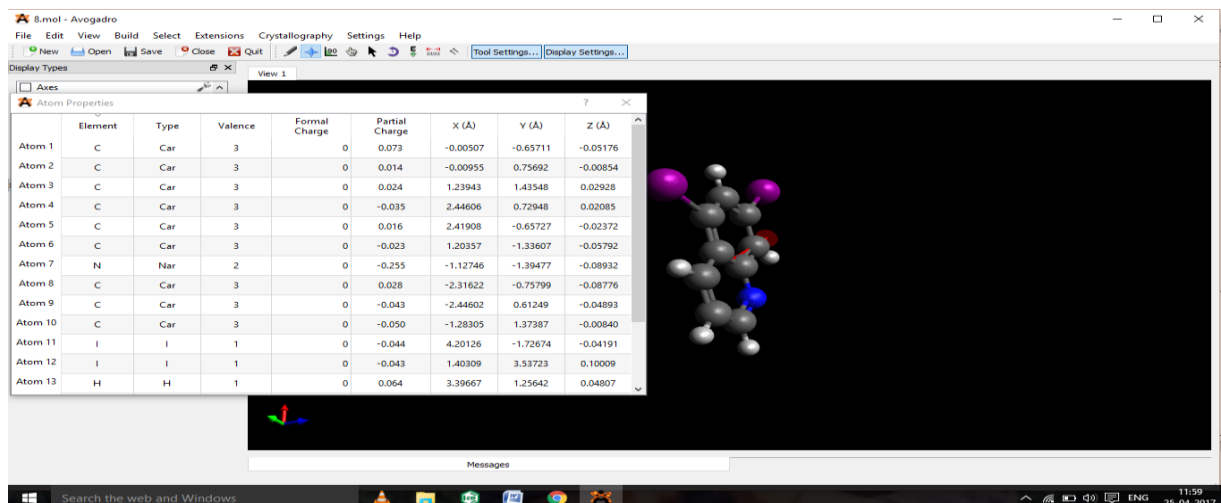 8.mol - Avogadro
File Edit View Build Select Extensions Crystallography Settings Help
New Open Save Close Quit Tool Settings... Display Settings...
Display Types
View 1
Axes
Atom Properties
Element Type Valence Formal Charge Partial Charge X (Å) Y (Å) Z (Å)
Atom 1 C Car 3 0 0.073 -0.00507 -0.65711 -0.05176
Atom 2 C Car 3 0 0.014 -0.00955 0.75692 -0.00854
Atom 3 C Car 3 0 0.024 1.23943 1.43548 0.02928
Atom 4 C Car 3 0 -0.035 2.44606 0.72948 0.02085
Atom 5 C Car 3 0 0.016 2.41908 -0.65727 -0.02372
Atom 6 C Car 3 0 -0.023 1.20357 -1.33607 -0.05792
Atom 7 N Nar 2 0 -0.255 -1.12746 -1.39477 -0.08932
Atom 8 C Car 3 0 0.028 -2.31622 -0.75799 -0.08776
Atom 9 C Car 3 0 -0.043 -2.44602 0.61249 -0.04893
Atom 10 C Car 3 0 -0.050 -1.28305 1.37387 -0.00840
Atom 11 I I 1 0 -0.044 4.20126 -1.72674 -0.04191
Atom 12 I I 1 0 -0.043 1.40309 3.53723 0.10009
Atom 13 H H 1 0 0.064 3.39667 1.25642 0.04807
Messages
Search the web and Windows
ENG
11:59
25-04-2017